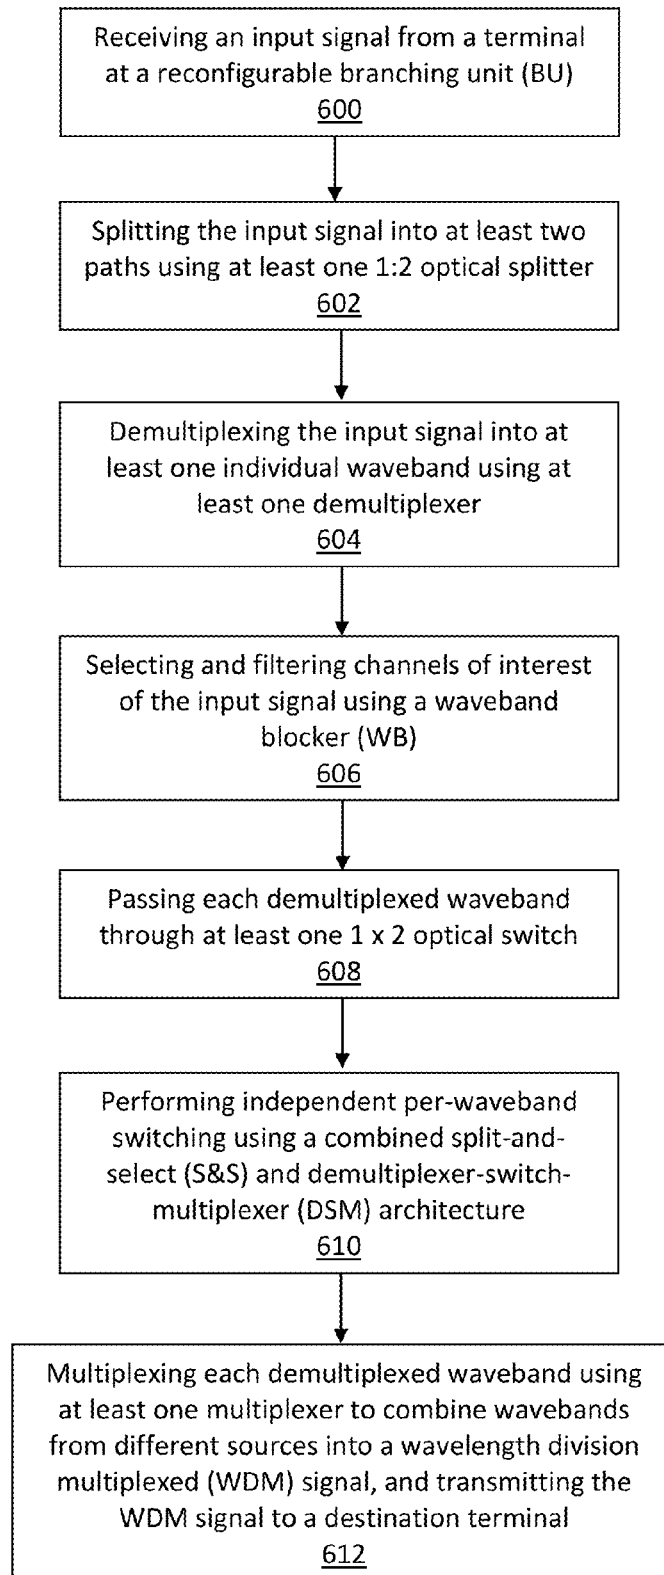 Receiving an input signal from a terminal
at a reconfigurable branching unit (BU)
600
Splitting the input signal into at least two
paths using at least one 1:2 optical splitter
602
Demultiplexing the input signal into at
least one individual waveband using at
least one demultiplexer
604
Selecting and filtering channels of interest
of the input signal using a waveband
blocker (WB)
606
Passing each demultiplexed waveband
through at least one 1 x 2 optical switch
608
Performing independent per-waveband
switching using a combined split-and-
select (S&S) and demultiplexer-switch-
multiplexer (DSM) architecture
610
Multiplexing each demultiplexed waveband using
at least one multiplexer to combine wavebands
from different sources into a wavelength division
multiplexed (WDM) signal, and transmitting the
WDM signal to a destination terminal
612